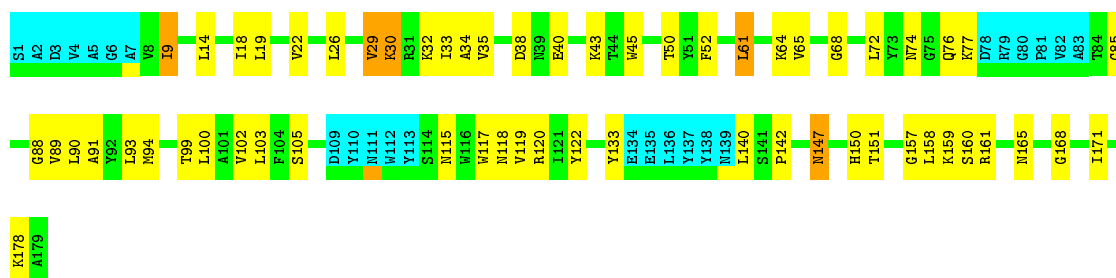 S1 A2 D3 V4 A5 G6 A7 V8 I9 L14 I18 L19 V22 L26 V29 K30 R31 K32 I33 A34 V35 D38 N39 E40 K43 T44 W45 T50 Y51 F52 L61 K64 V65 G68 L72 Y73 N74 G75 Q76 K77 D78 R79 G80 P81 V82 A83 T84
G88 V89 L90 A91 Y92 L93 M94 T99 L100 A101 V102 L103 F104 S105 D109 Y110 N111 W112 Y113 S114 N115 W116 W117 N118 V119 R120 I121 Y122 Y133 E134 E135 L136 Y137 Y138 N139 L140 S141 P142 N147 H150 T151 G157 L158 K159 S160 R161 N165 G168 I171
K178 A179